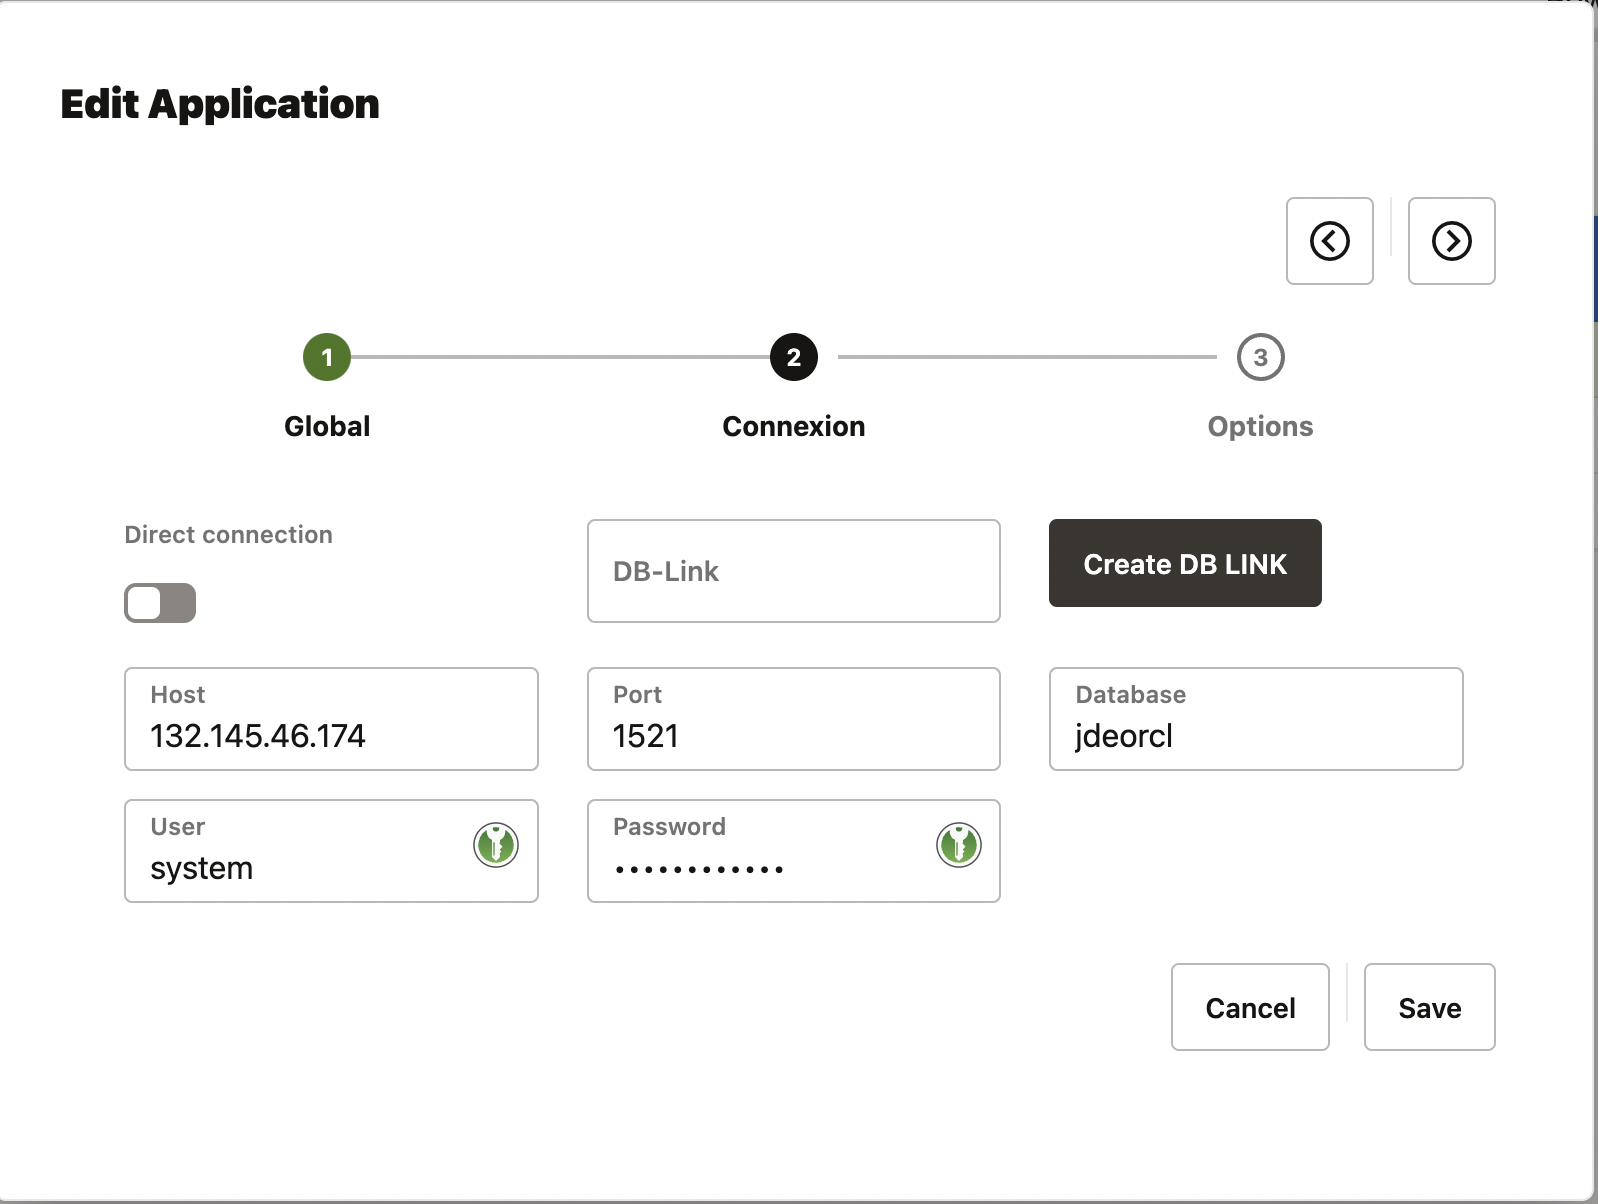 Edit Application
1
2
3
Global
Connexion
Options
Direct connection
DB-Link
Create DB LINK
Host
132.145.46.174
Port
1521
Database
jdeorcl
User
system
Password
••••••••••••
Cancel
Save